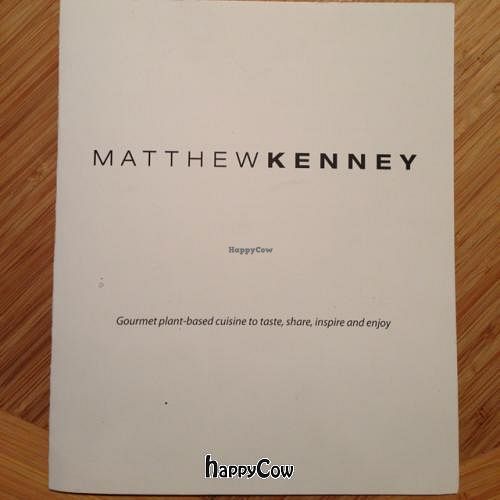 MATTHEWKENNEY
HappyCow
Gourmet plant-based cuisine to taste, share, inspire and enjoy
happyCow